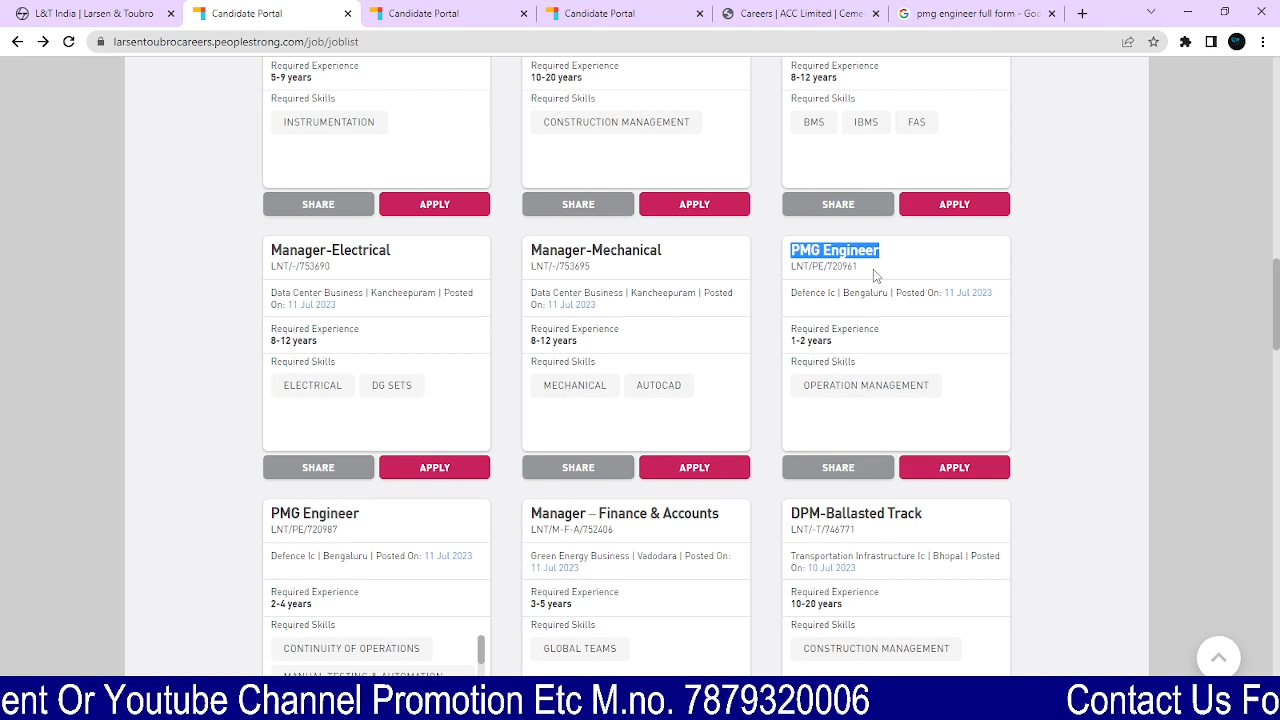 L&T India | Larsen & Toubro
Candidate Portal
Candidate Portal
Candidate Portal
Careers | ACC Limited | Ceme
pmg engineer full form - Goo
larsentoubrocareers.peoplestrong.com/job/joblist
Required Experience
5-9 years
Required Skills
INSTRUMENTATION
SHARE
APPLY
Required Experience
10-20 years
Required Skills
CONSTRUCTION MANAGEMENT
SHARE
APPLY
Required Experience
8-12 years
Required Skills
BMS
IBMS
FAS
SHARE
APPLY
Manager-Electrical
LNT/-/753690
Data Center Business | Kancheepuram | Posted
On: 11 Jul 2023
Required Experience
8-12 years
Required Skills
ELECTRICAL
DG SETS
SHARE
APPLY
Manager-Mechanical
LNT/-/753695
Data Center Business | Kancheepuram | Posted
On: 11 Jul 2023
Required Experience
8-12 years
Required Skills
MECHANICAL
AUTOCAD
SHARE
APPLY
PMG Engineer
LNT/PE/720961
Defence Ic | Bengaluru | Posted On: 11 Jul 2023
Required Experience
1-2 years
Required Skills
OPERATION MANAGEMENT
SHARE
APPLY
PMG Engineer
LNT/PE/720987
Defence Ic | Bengaluru | Posted On: 11 Jul 2023
Required Experience
2-4 years
Required Skills
CONTINUITY OF OPERATIONS
MANUAL TESTING & AUTOMATION
Manager – Finance & Accounts
LNT/M-F-A/752406
Green Energy Business | Vadodara | Posted On:
11 Jul 2023
Required Experience
3-5 years
Required Skills
GLOBAL TEAMS
DPM-Ballasted Track
LNT/-T/746771
Transportation Infrastructure Ic | Bhopal | Posted
On: 10 Jul 2023
Required Experience
10-20 years
Required Skills
CONSTRUCTION MANAGEMENT
ent Or Youtube Channel Promotion Etc M.no. 7879320006 Contact Us Fo